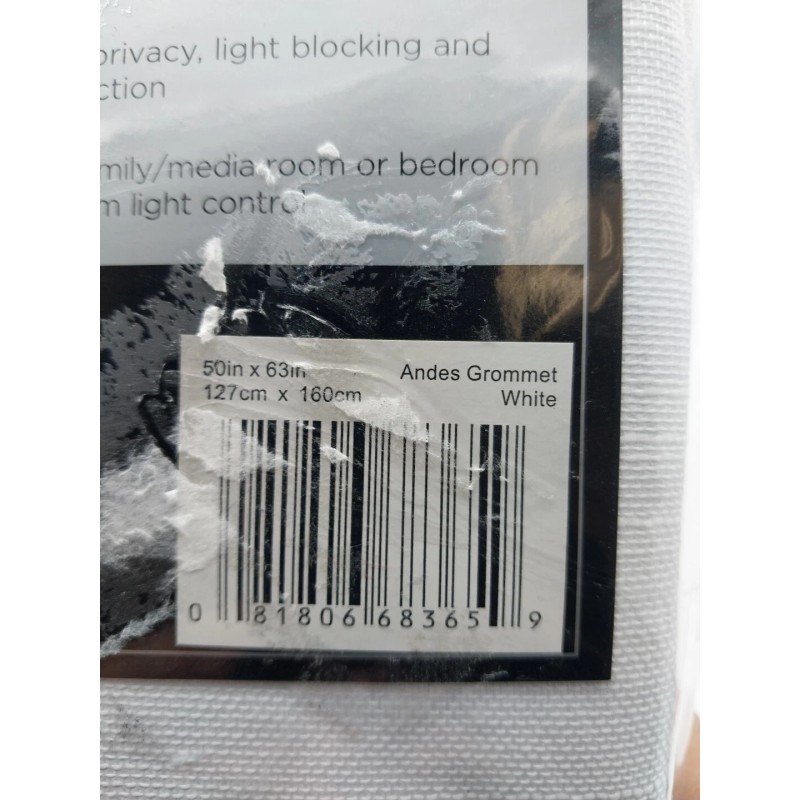 privacy, light blocking and
ction
mily/media room or bedroom
m light control
50in x 63in
127cm x 160cm
Andes Grommet
White
0 81806 68365 9